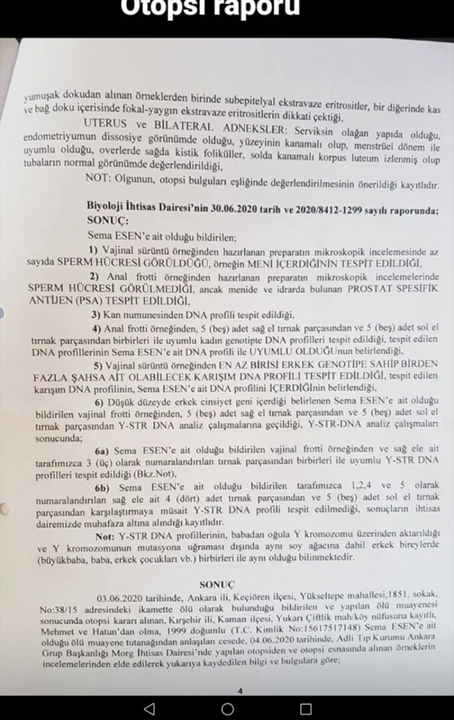 Otopsi raporu
yumuşak dokudan alınan örneklerden birinde subepitelyal ekstravaze eritrositler, bir diğerinde kas
ve bağ doku içerisinde fokal-yaygın ekstravaze eritrositlerin dikkati çektiği,
UTERUS ve BİLATERAL ADNEKSLER: Serviksin olağan yapıda olduğu,
endometriyumun dissosiye görünümde olduğu, yüzeyinin kanamalı olup, menstrüel dönem ile
uyumlu olduğu, overlerde sağda kistik foliküller, solda kanamalı korpus luteum izlenmiş olup
tubaların normal görünümde değerlendirildiği,
NOT: Olgunun, otopsi bulguları eşliğinde değerlendirilmesinin önerildiği kayıtlıdır.
Biyoloji İhtisas Dairesi'nin 30.06.2020 tarih ve 2020/8412-1299 sayılı raporunda;
SONUÇ:
Sema ESEN'e ait olduğu bildirilen;
1) Vajinal sürüntü örneğinden hazırlanan preparatın mikroskopik incelemesinde az
sayıda SPERM HÜCRESİ GÖRÜLDÜĞÜ, örneğin MENİ İÇERDİĞİNİN TESPİT EDİLDİĞİ,
2) Anal frotti örneğinden hazırlanan preparatın mikroskopik incelemelerinde
SPERM HÜCRESİ GÖRÜLMEDİĞİ, ancak menide ve idrarda bulunan PROSTAT SPESİFİK
ANTİJEN (PSA) TESPİT EDİLDİĞİ,
3) Kan numunesinden DNA profili tespit edildiği,
4) Anal frotti örneğinden, 5 (beş) adet sağ el tırnak parçasından ve 5 (beş) adet sol el
tırnak parçasından birbirleri ile uyumlu kadın genotipte DNA profilleri tespit edildiği, tespit edilen
DNA profillerinin Sema ESEN'e ait DNA profili ile UYUMLU OLDUĞUnun belirlendiği,
5) Vajinal sürüntü örneğinden EN AZ BİRİSİ ERKEK GENOTİPE SAHİP BİRDEN
FAZLA ŞAHSA AİT OLABİLECEK KARIŞIM DNA PROFİLİ TESPİT EDİLDİĞİ, tespit edilen
karışım DNA profilinin, Sema ESEN'e ait DNA profilini İÇERDİĞİnin belirlendiği,
6) Düşük düzeyde erkek cinsiyet geni içerdiği belirlenen Sema ESEN'e ait olduğu
bildirilen vajinal frotti örneğinden, 5 (beş) adet sağ el tırnak parçasından ve 5 (beş) adet sol el
tırnak parçasından Y-STR DNA analiz çalışmalarına geçildiği, Y-STR-DNA analiz çalışmaları
sonucunda;
6a) Sema ESEN'e ait olduğu bildirilen vajinal frotti örneğinden ve sağ ele ait
tarafımızca 3 (üç) olarak numaralandırılan tırnak parçasından birbirleri ile uyumlu Y-STR DNA
profilleri tespit edildiği (Bkz.Not),
6b) Sema ESEN'e ait olduğu bildirilen tarafımızca 1,2,4 ve 5 olarak
numaralandırılan sağ ele ait 4 (dört) adet tırnak parçasından ve 5 (beş) adet sol el tırnak
parçasından karşılaştırmaya müsait Y-STR DNA profili tespit edilmediği, sonuçların ihtisas
dairemizde muhafaza altına alındığı kayıtlıdır.
Not: Y-STR DNA profillerinin, babadan oğula Y kromozomu üzerinden aktarıldığı
ve Y kromozomunun mutasyona uğraması dışında aynı soy ağacına dahil erkek bireylerde
(büyükbaba, baba, erkek çocukları vb.) birbirleri ile aynı olduğu bilinmektedir.
SONUÇ
03.06.2020 tarihinde, Ankara ili, Keçiören ilçesi, Yükseltepe mahallesi,1851. sokak,
No:38/15 adresindeki ikamette ölü olarak bulunduğu bildirilen ve yapılan ölü muayenesi
sonucunda otopsi kararı alınan, Kırşehir ili, Kaman ilçesi, Yukarı Çiftlik mah/köy nüfusuna kayıtlı,
Mehmet ve Hatun'dan olma, 1999 doğumlu (T.C. Kimlik No:15617517148) Sema ESEN'e ait
olduğu ölü muayene tutanağından anlaşılan cesede, 04.06.2020 tarihinde, Adli Tıp Kurumu Ankara
Grup Başkanlığı Morg İhtisas Dairesi'nde yapılan otopsiden ve otopsi esnasında alınan örneklerin
incelemelerinden elde edilerek yukarıya kaydedilen bilgi ve bulgulara göre;
4